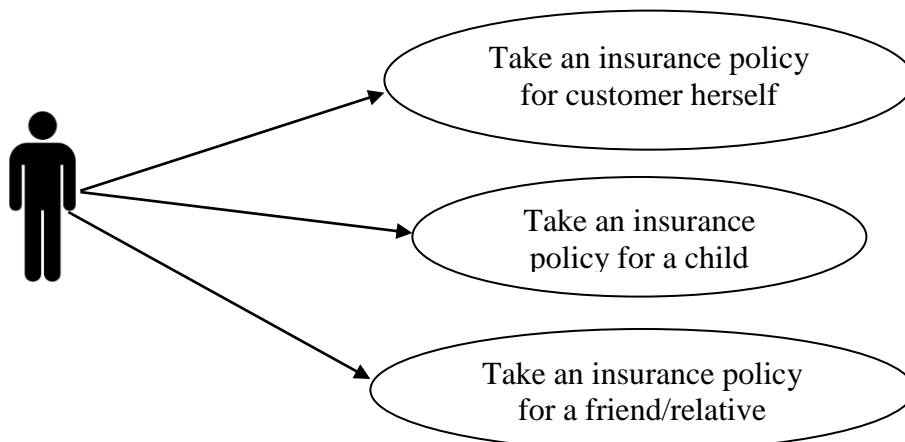 Take an insurance policy
for customer herself
Take an insurance
policy for a child
Take an insurance policy
for a friend/relative